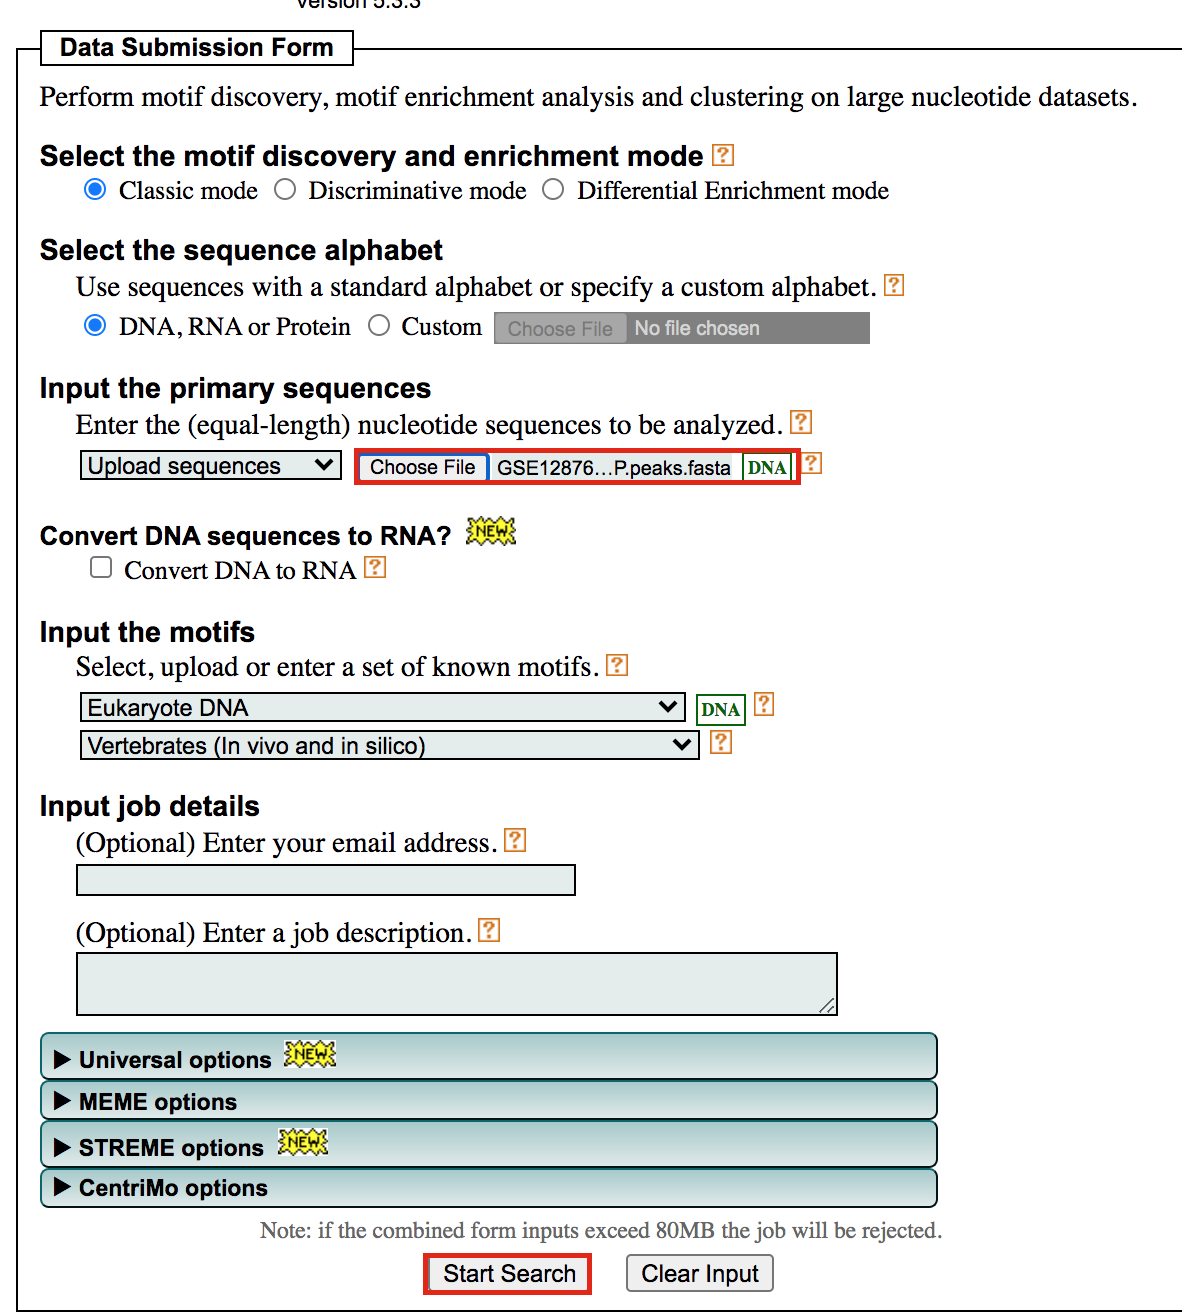 version 5.3.3
Data Submission Form
Perform motif discovery, motif enrichment analysis and clustering on large nucleotide datasets.
Select the motif discovery and enrichment mode ?
Classic mode Discriminative mode Differential Enrichment mode
Select the sequence alphabet
Use sequences with a standard alphabet or specify a custom alphabet. ?
DNA, RNA or Protein Custom Choose File No file chosen
Input the primary sequences
Enter the (equal-length) nucleotide sequences to be analyzed. ?
Upload sequences Choose File GSE12876...P.peaks.fasta DNA ?
Convert DNA sequences to RNA? NEW
Convert DNA to RNA ?
Input the motifs
Select, upload or enter a set of known motifs. ?
Eukaryote DNA DNA ?
Vertebrates (In vivo and in silico) ?
Input job details
(Optional) Enter your email address. ?
(Optional) Enter a job description. ?
Universal options NEW
MEME options
STREME options NEW
CentriMo options
Note: if the combined form inputs exceed 80MB the job will be rejected.
Start Search Clear Input